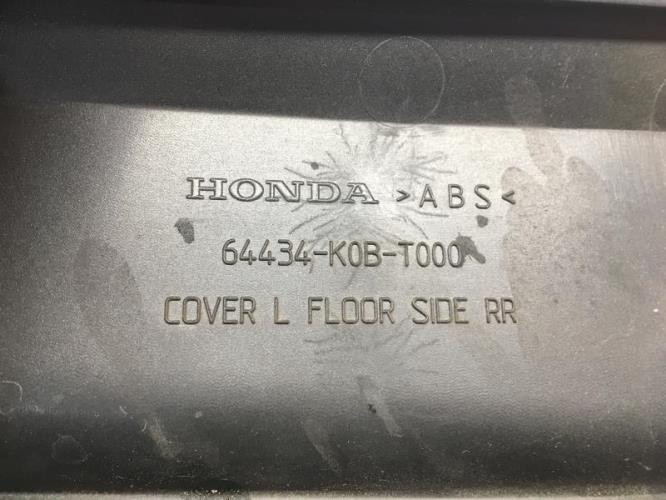 HONDA >ABS<
64434-K0B-T000
COVER L FLOOR SIDE RR